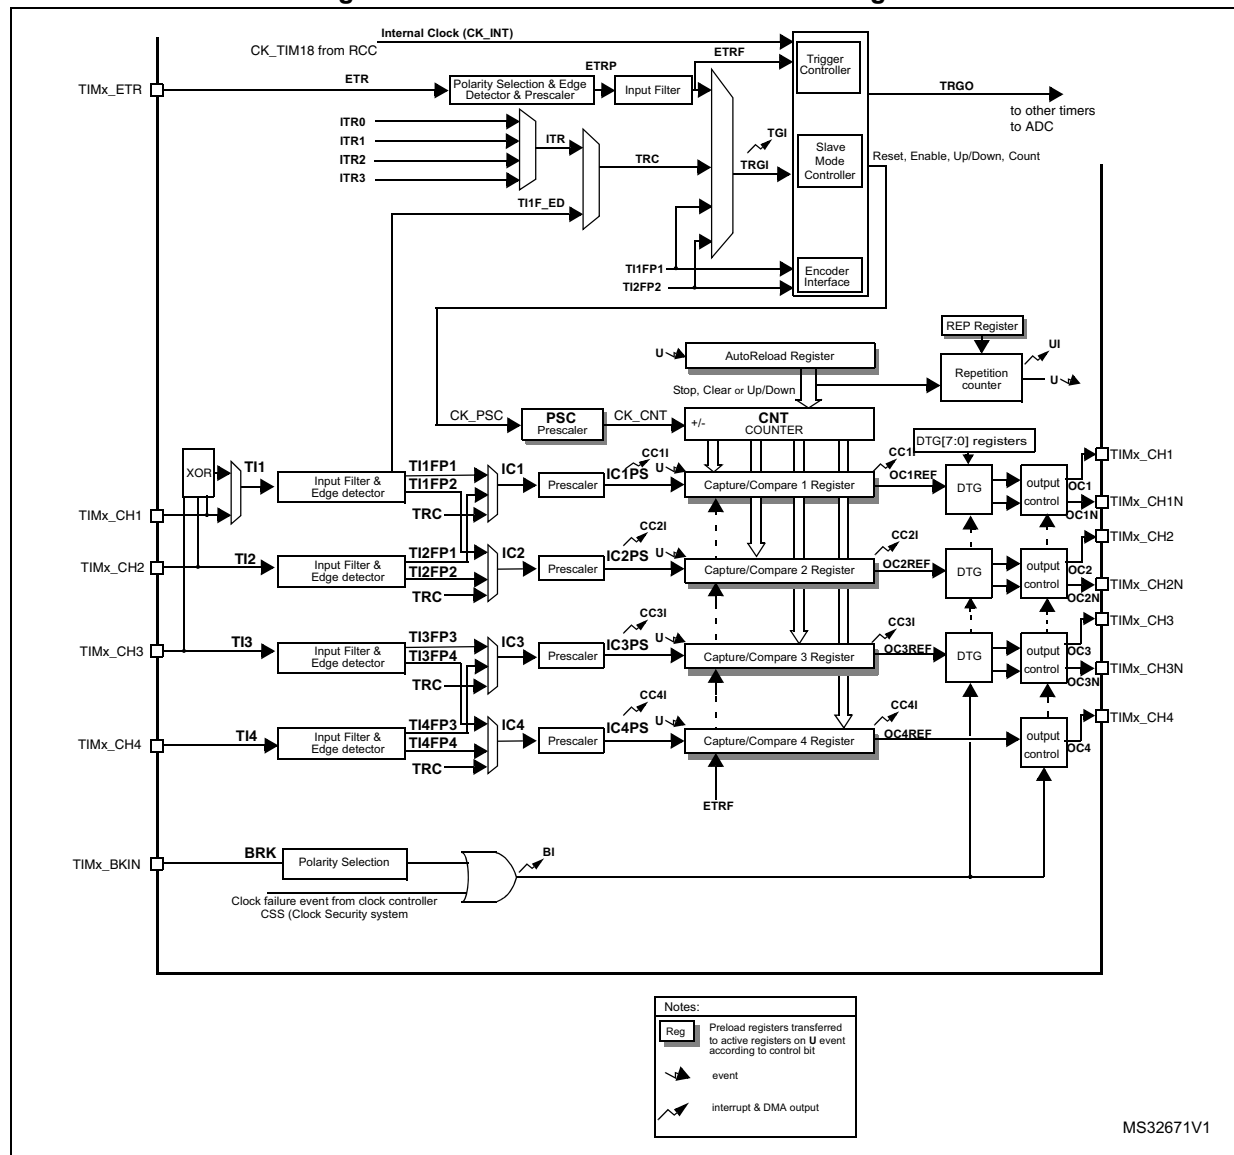 Internal Clock (CK_INT)
CK_TIM18 from RCC
ETRF
Trigger
Controller
TIMx_ETR
ETR
Polarity Selection & Edge
Detector & Prescaler
ETRP
Input Filter
TRGO
to other timers
to ADC
ITR0
ITR1
ITR2
ITR3
ITR
TRC
TGI
TRGI
Slave
Mode
Controller
Reset, Enable, Up/Down, Count
TI1F_ED
TI1FP1
TI2FP2
Encoder
Interface
REP Register
UI
U
AutoReload Register
Repetition
counter
U
Stop, Clear or Up/Down
CK_PSC
PSC
Prescaler
CK_CNT
+/-
CNT
COUNTER
DTG[7:0] registers
XOR
TI1
Input Filter &
Edge detector
TI1FP1
TI1FP2
TRC
IC1
Prescaler
IC1PS
CC1I
U
Capture/Compare 1 Register
CC1I
OC1REF
DTG
output
control
OC1
OC1N
TIMx_CH1
TIMx_CH1N
TIMx_CH1
TIMx_CH2
TI2
Input Filter &
Edge detector
TI2FP1
TI2FP2
TRC
IC2
Prescaler
IC2PS
CC2I
U
Capture/Compare 2 Register
CC2I
OC2REF
DTG
output
control
OC2
OC2N
TIMx_CH2
TIMx_CH2N
TIMx_CH3
TI3
Input Filter &
Edge detector
TI3FP3
TI3FP4
TRC
IC3
Prescaler
IC3PS
CC3I
U
Capture/Compare 3 Register
CC3I
OC3REF
DTG
output
control
OC3
OC3N
TIMx_CH3
TIMx_CH3N
TIMx_CH4
TI4
Input Filter &
Edge detector
TI4FP3
TI4FP4
TRC
IC4
Prescaler
IC4PS
CC4I
U
Capture/Compare 4 Register
CC4I
OC4REF
output
control
OC4
TIMx_CH4
ETRF
TIMx_BKIN
BRK
Polarity Selection
BI
Clock failure event from clock controller
CSS (Clock Security system
Notes:
Reg
Preload registers transferred
to active registers on U event
according to control bit
event
interrupt & DMA output
MS32671V1